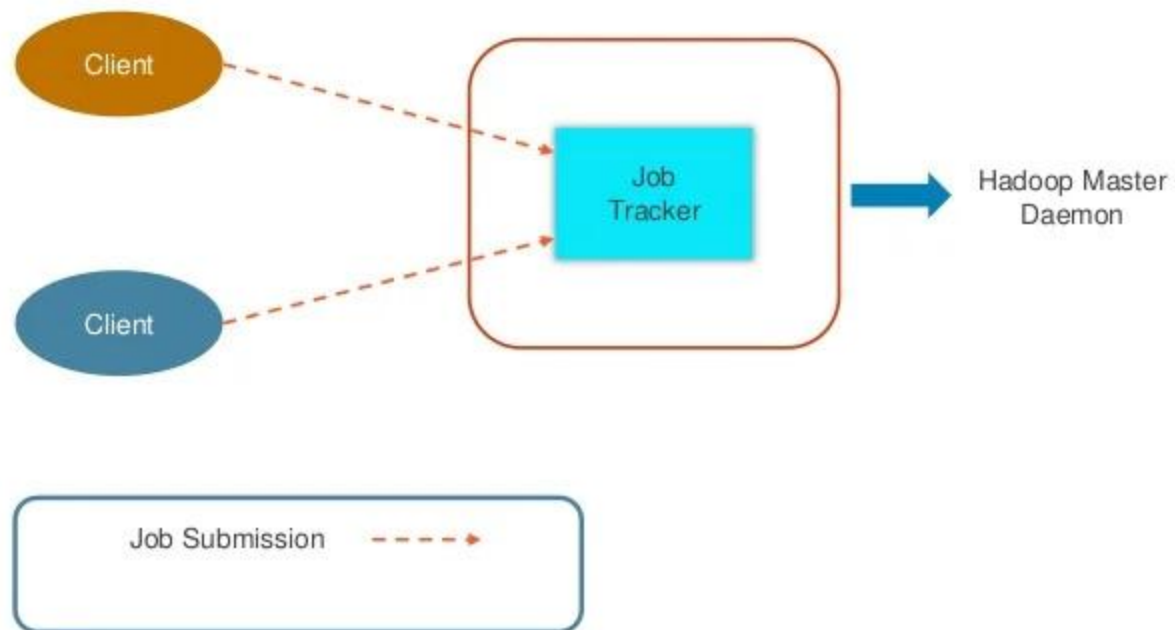 Client
Job
Tracker
Hadoop Master
Daemon
Client
Job Submission